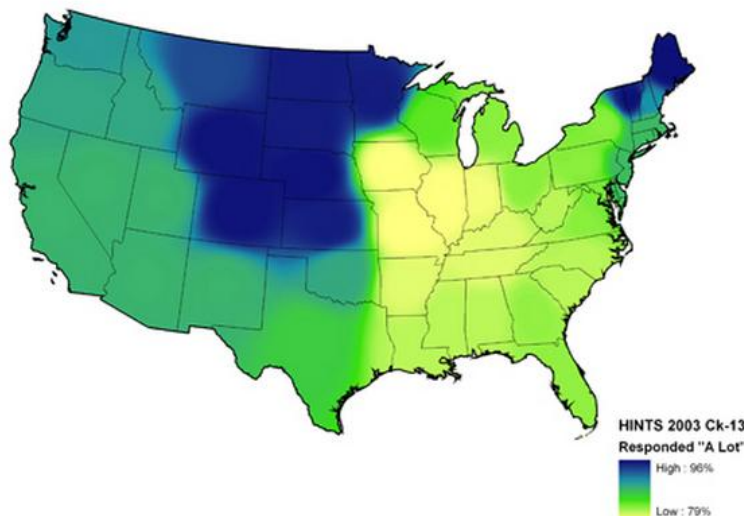 HINTS 2003 Ck-13
Responded "A Lot"
High : 96%
Low : 79%